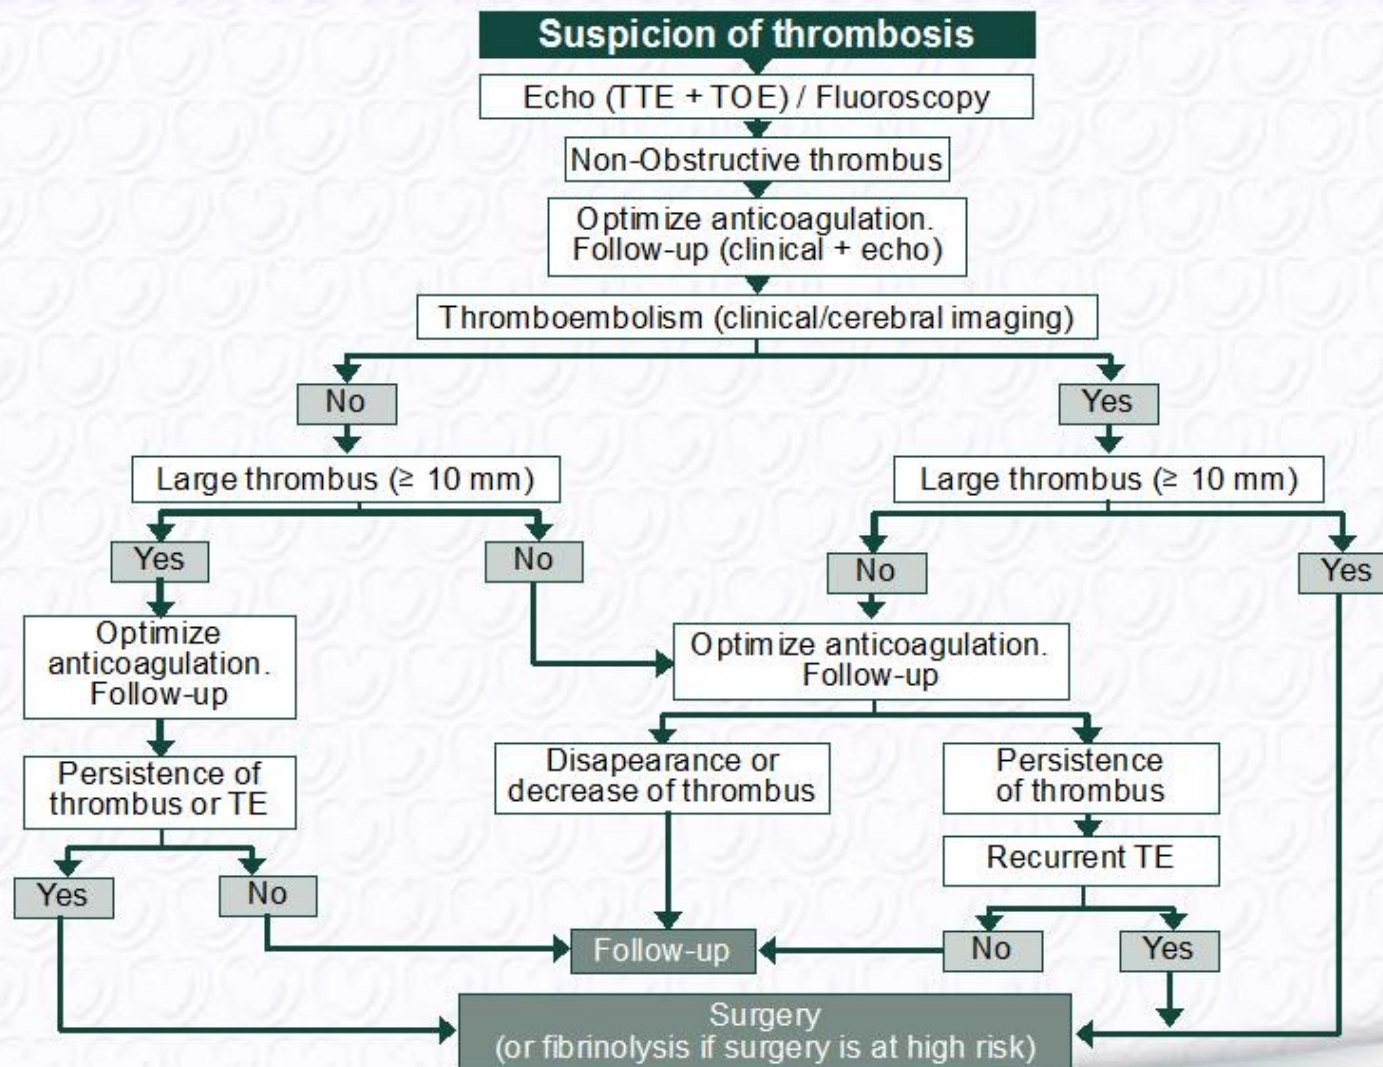 Suspicion of thrombosis
Echo (TTE + TOE) / Fluoroscopy
Non-Obstructive thrombus
Optimize anticoagulation.
Follow-up (clinical + echo)
Thromboembolism (clinical/cerebral imaging)
No
Yes
Large thrombus (≥ 10 mm)
Large thrombus (≥ 10 mm)
Yes
No
No
Yes
Optimize
anticoagulation.
Follow-up
Optimize anticoagulation.
Follow-up
Persistence of
thrombus or TE
Disapearance or
decrease of thrombus
Persistence
of thrombus
Recurrent TE
Yes
No
No
Yes
Follow-up
Surgery
(or fibrinolysis if surgery is at high risk)